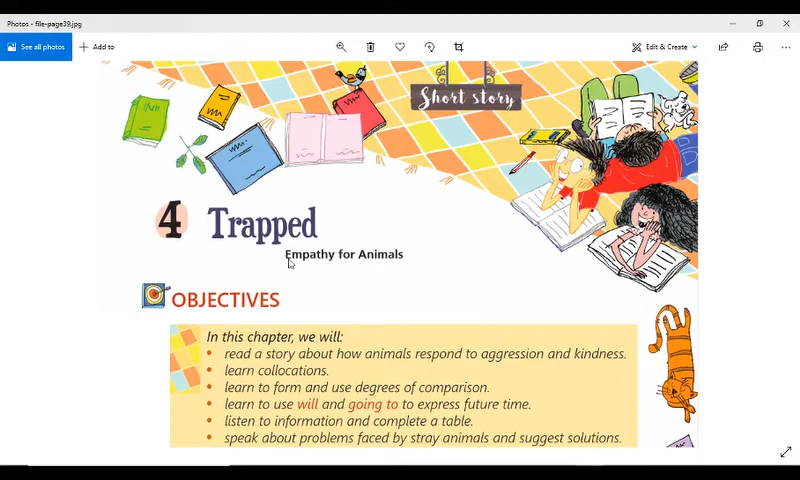 Photos - file-page39.jpg
See all photos
Add to
Edit & Create
Short story
4 Trapped
Empathy for Animals
OBJECTIVES
In this chapter, we will:
• read a story about how animals respond to aggression and kindness.
• learn collocations.
• learn to form and use degrees of comparison.
• learn to use will and going to to express future time.
• listen to information and complete a table.
• speak about problems faced by stray animals and suggest solutions.